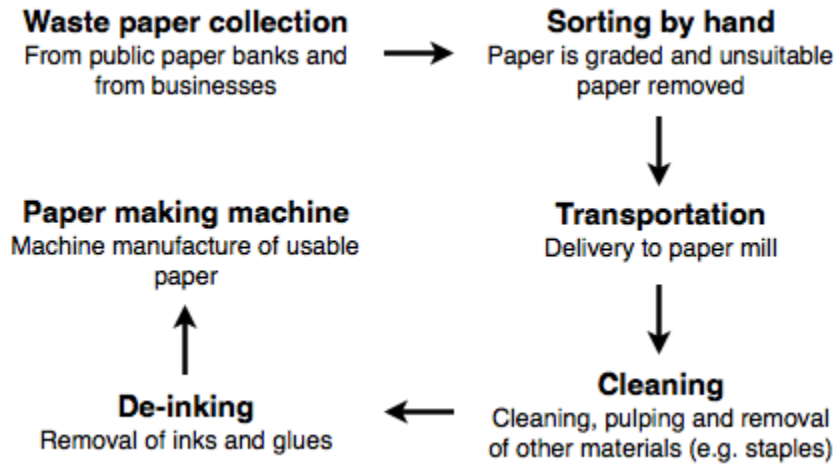 Waste paper collection
From public paper banks and
from businesses
Sorting by hand
Paper is graded and unsuitable
paper removed
Transportation
Delivery to paper mill
Cleaning
Cleaning, pulping and removal
of other materials (e.g. staples)
De-inking
Removal of inks and glues
Paper making machine
Machine manufacture of usable
paper